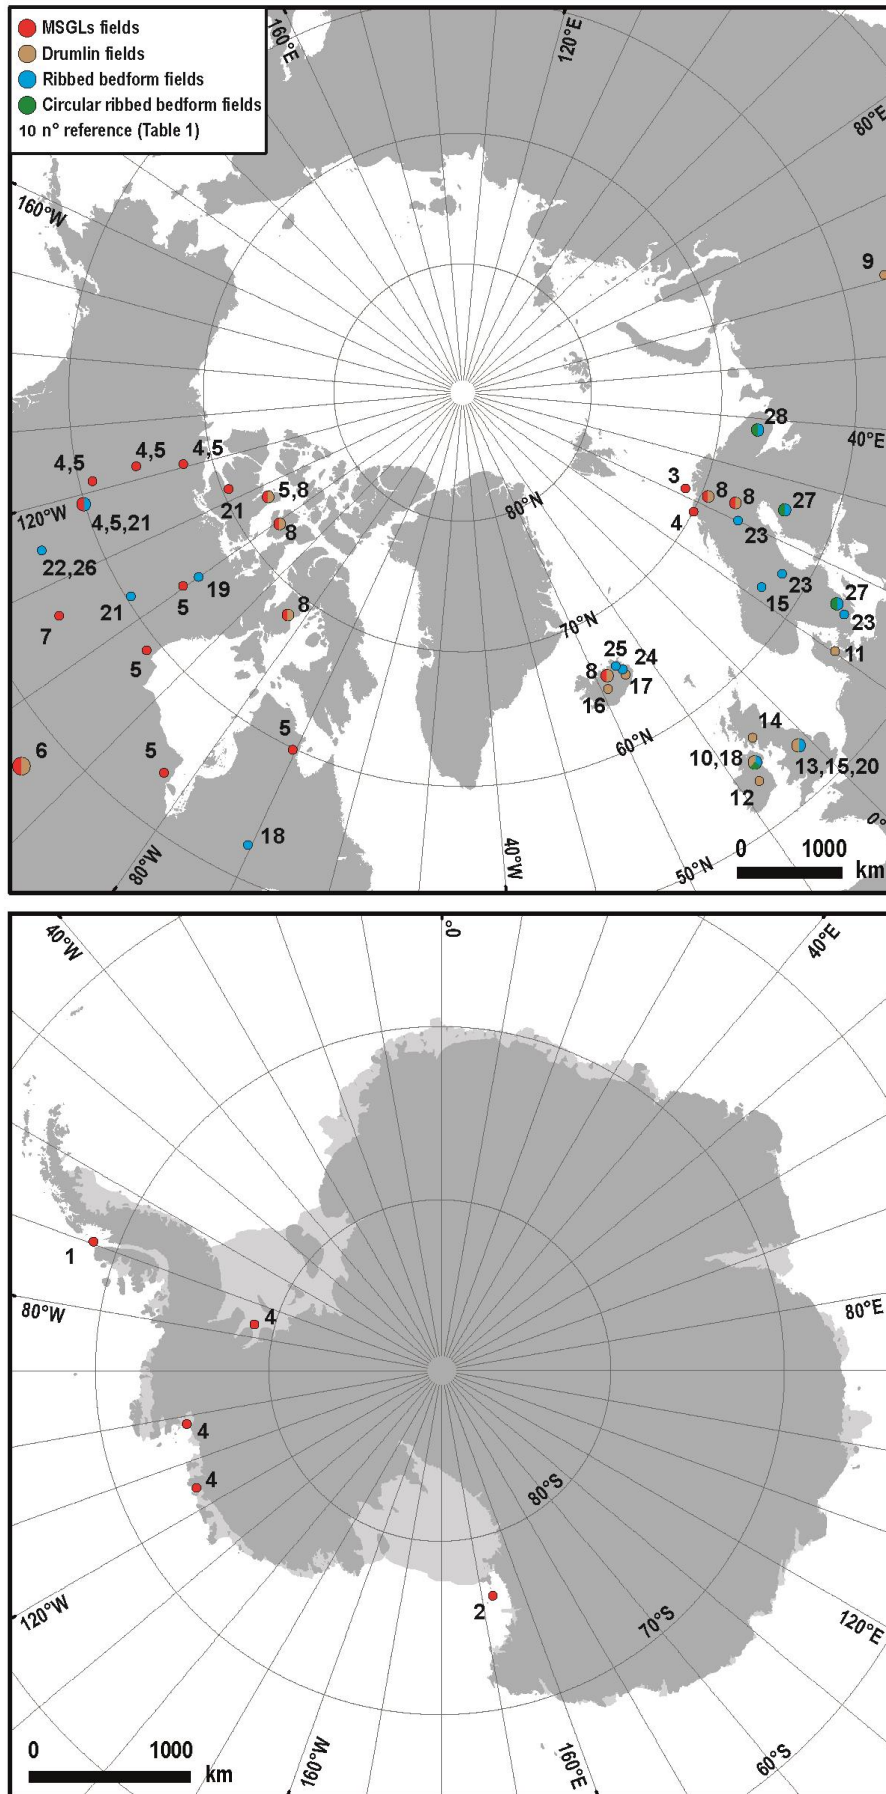 MSGLs fields
Drumlin fields
Ribbed bedform fields
Circular ribbed bedform fields
10 n° reference (Table 1)
160°E
120°E
80°E
160°W
9
28
40°E
4,5
4,5
4,5
3
8
8
27
5,8
21
4
80°N
120°W
4,5,21
8
23
22,26
19
23
21
5
15
27
7
8
23
70°N
5
25
24
11
8
17
16
14
60°N
6
5
5
10,18
13,15,20
12
0°
18
40°W
0
1000
km
80°W
50°N
40°W
0°
40°E
1
80°W
4
80°E
4
4
80°S
2
120°W
70°S
120°E
0
1000
km
160°W
160°E
60°S